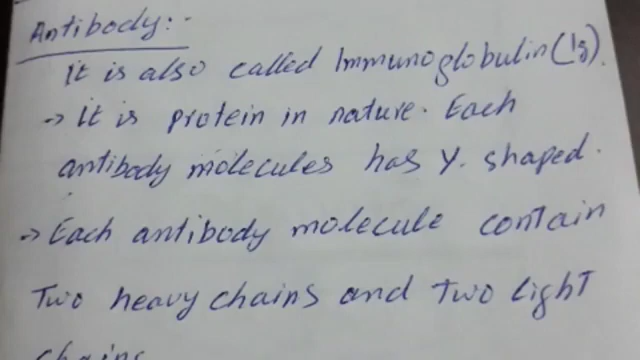 Antibody:-
It is also called Immunoglobulin(Ig).
→ It is protein in nature. Each
antibody molecules has Y. shaped.
→ Each antibody molecule contain
Two heavy chains and two light
chains